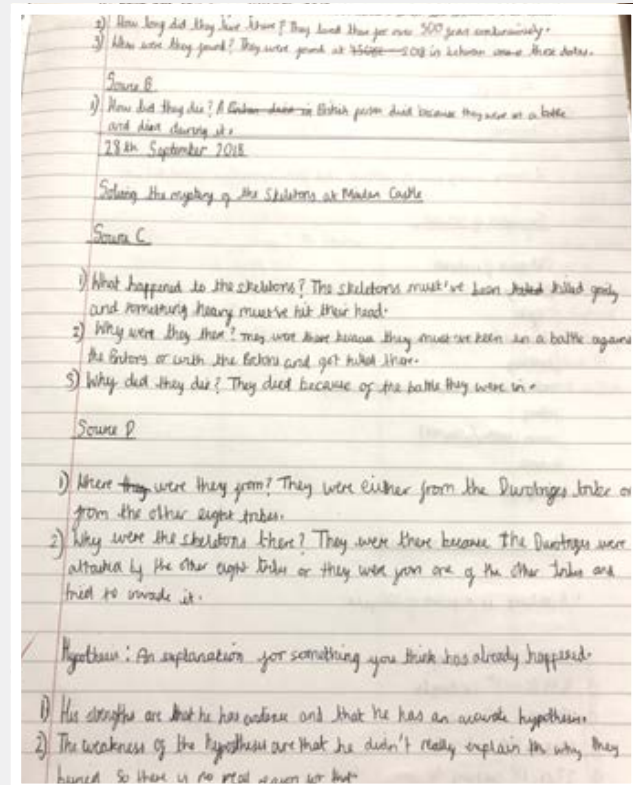 2) How long did they live there? They lived there for over 500 years continuously.
3) When were they found? They were found at in between these dates.
Source B
1) How did they die? A British person died because they were at a battle
and died during it.
28th September 2018
Solving the mystery of the Skeletons at Maiden Castle
Source C
1) What happened to the skeletons? The skeletons must've been killed
and something heavy must've hit their head.
2) Why were they there? They were there because they must've been in a battle agains
the Britons or with the Britons and got killed there.
3) Why did they die? They died because of the battle they were in.
Source D
1) Where were they from? They were either from the Durotriges tribe or
from the other eight tribes.
2) Why were the skeletons there? They were there because the Durotriges were
attacked by the other eight tribes or they were from one of the other tribes and
tried to invade it.
Hypothesis: An explanation for something you think has already happened.
1) His strengths are that he has evidence and that he has an accurate hypothesis.
2) The weakness of the hypothesis are that he didn't really explain why they
buried so there is no real reason for that.